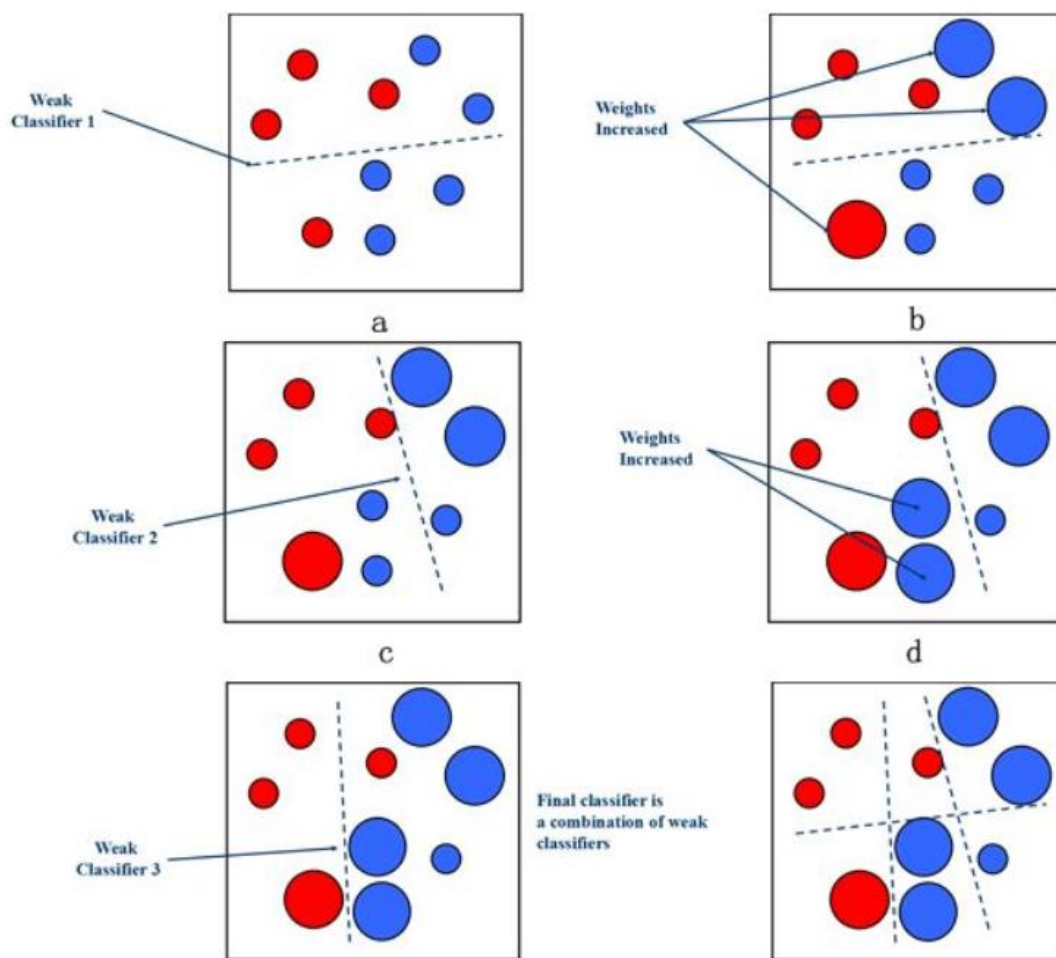 Weak
Classifier 1
a
Weights
Increased
b
Weak
Classifier 2
c
Weights
Increased
d
Weak
Classifier 3
Final classifier is
a combination of weak
classifiers